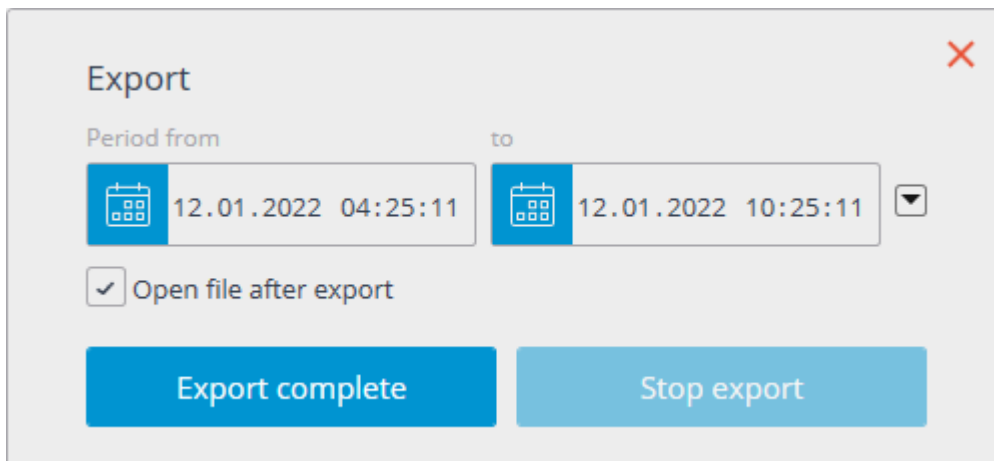 Export
Period from to
12.01.2022 04:25:11 12.01.2022 10:25:11
Open file after export
Export complete Stop export